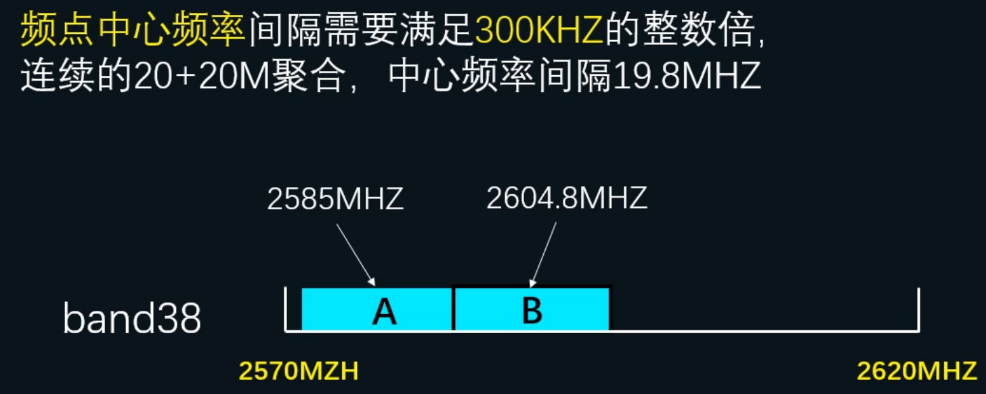 频点中心频率间隔需要满足300KHZ的整数倍,
连续的20+20M聚合, 中心频率间隔19.8MHZ
2585MHZ 2604.8MHZ
A B
band38
2570MZH 2620MHZ